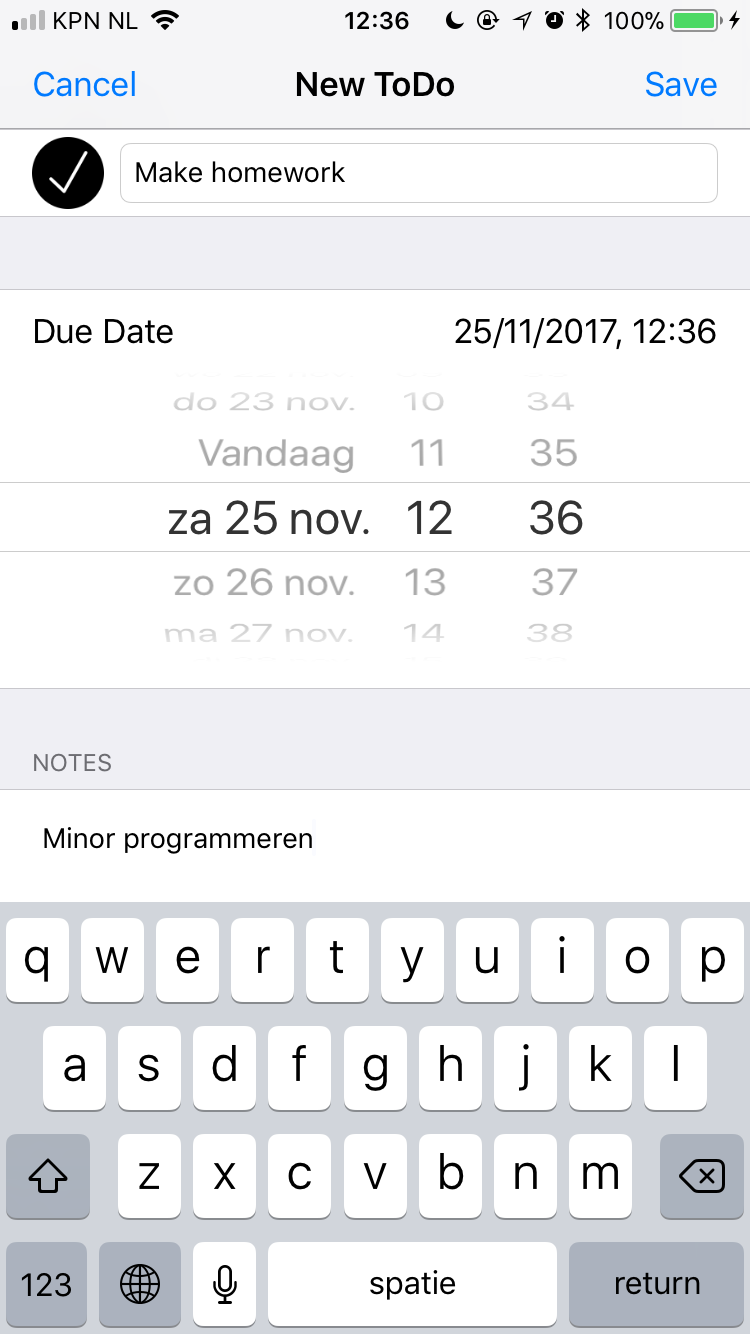 KPN NL 12:36 100%
Cancel New ToDo Save
Make homework
Due Date 25/11/2017, 12:36
do 23 nov. 10 34
Vandaag 11 35
za 25 nov. 12 36
zo 26 nov. 13 37
ma 27 nov. 14 38
NOTES
Minor programmeren
q w e r t y u i o p
a s d f g h j k l
z x c v b n m
123 spatie return